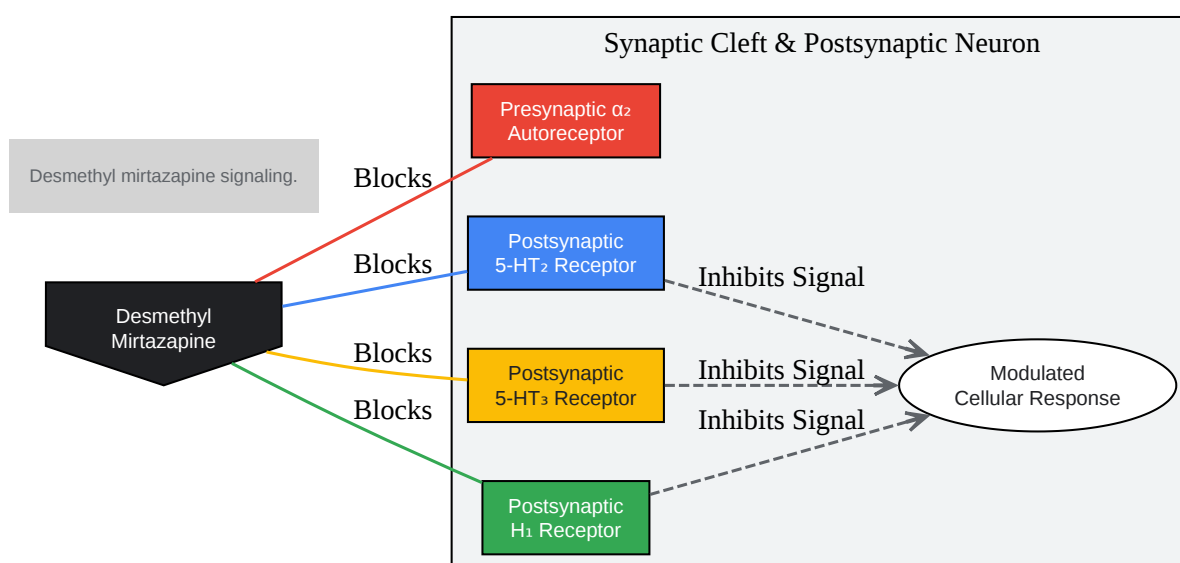 Synaptic Cleft & Postsynaptic Neuron
Presynaptic α₂
Autoreceptor
Desmethyl mirtazapine signaling.
Blocks
Postsynaptic
5-HT₂ Receptor
Blocks
Inhibits Signal
Desmethyl
Mirtazapine
Blocks
Postsynaptic
5-HT₃ Receptor
Inhibits Signal
Modulated
Cellular Response
Blocks
Inhibits Signal
Postsynaptic
H₁ Receptor